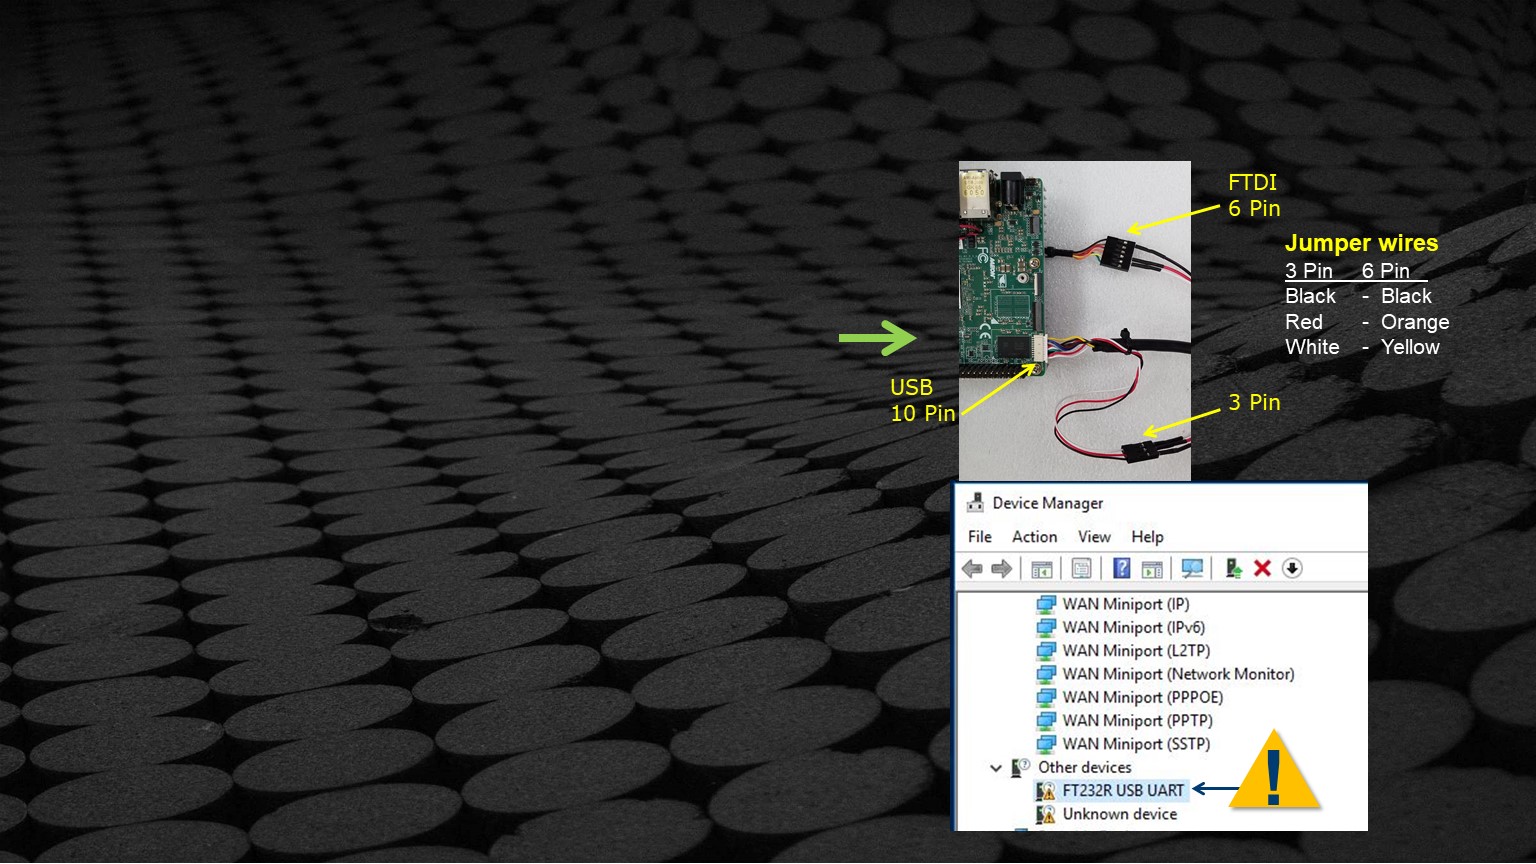 FTDI
6 Pin
Jumper wires
3 Pin 6 Pin
Black - Black
Red - Orange
White - Yellow
USB
10 Pin
3 Pin
FC
CE
Device Manager
File Action View Help
WAN Miniport (IP)
WAN Miniport (IPv6)
WAN Miniport (L2TP)
WAN Miniport (Network Monitor)
WAN Miniport (PPPOE)
WAN Miniport (PPTP)
WAN Miniport (SSTP)
Other devices
FT232R USB UART
!
Unknown device